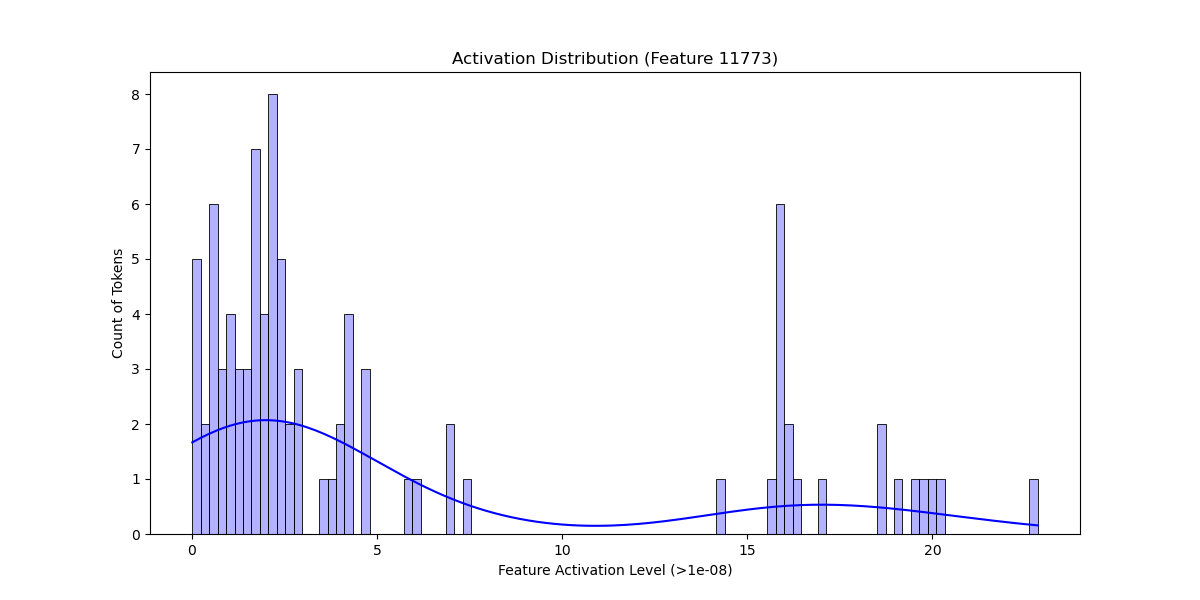 Activation Distribution (Feature 11773)
Count of Tokens
8
7
6
5
4
3
2
1
0
0 5 10 15 20
Feature Activation Level (>1e-08)